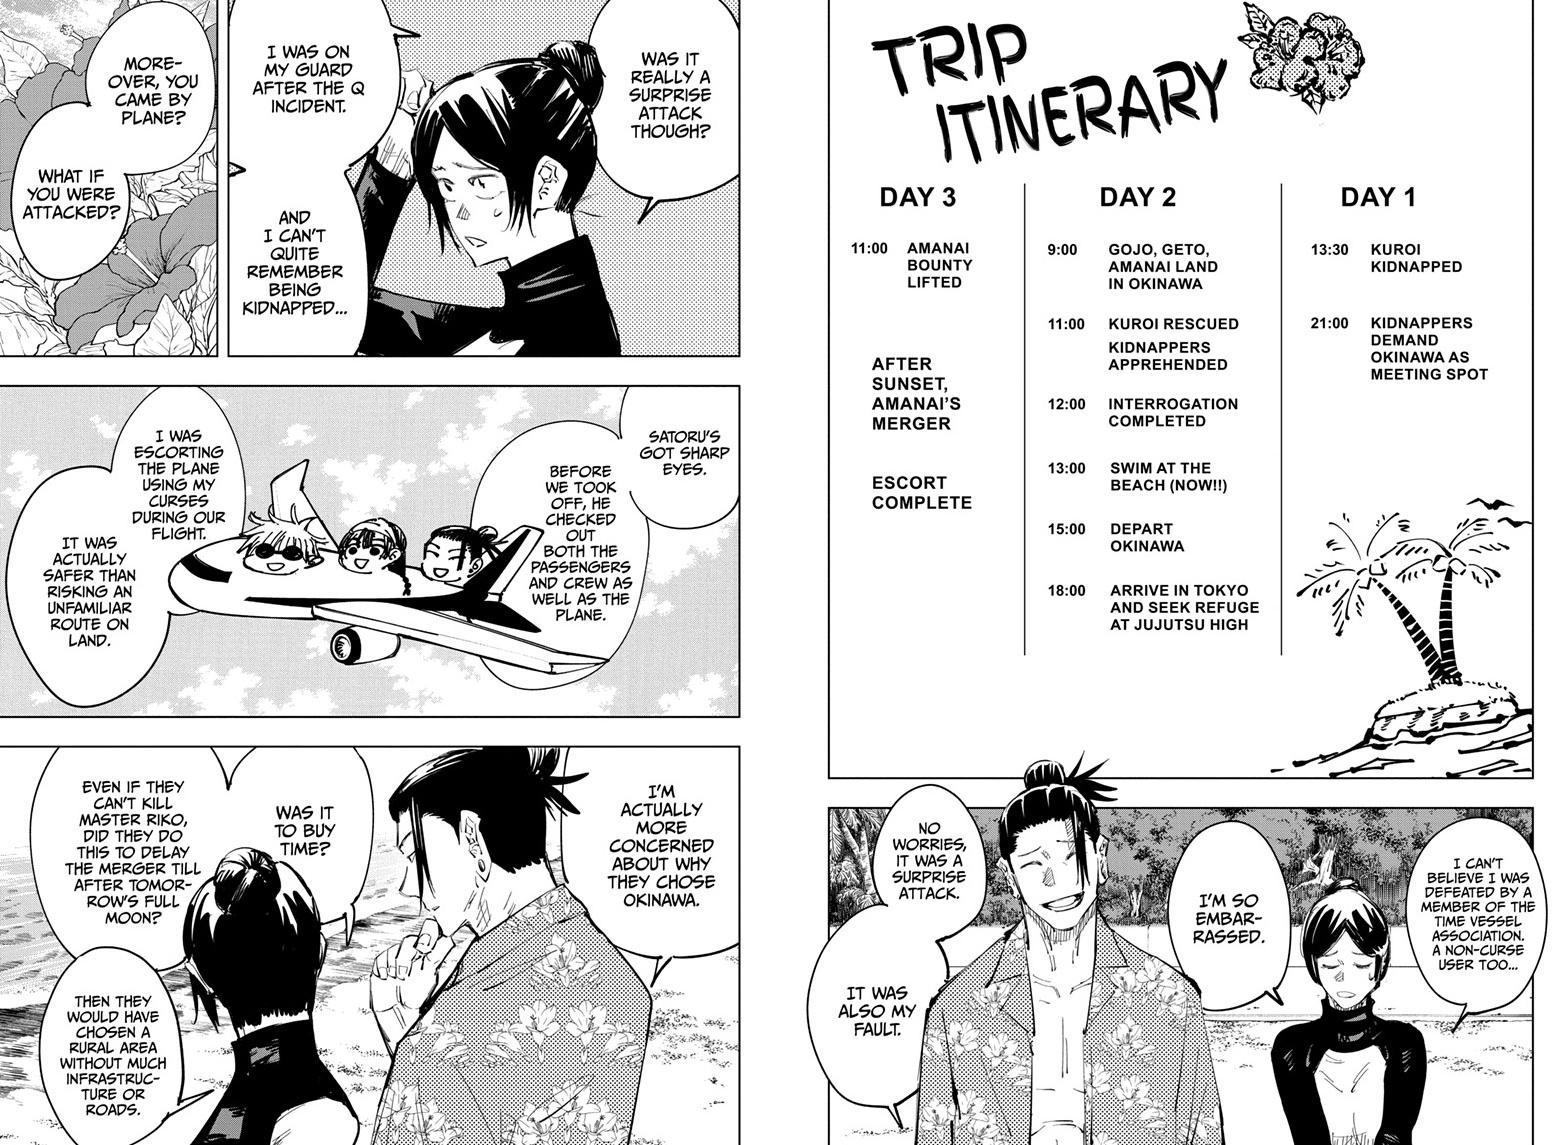 TRIP
ITINERARY
DAY 1
13:30 KUROI
KIDNAPPED
21:00 KIDNAPPERS
DEMAND
OKINAWA AS
MEETING SPOT
DAY 2
9:00 GOJO, GETO,
AMANAI LAND
IN OKINAWA
11:00 KUROI RESCUED
KIDNAPPERS
APPREHENDED
12:00 INTERROGATION
COMPLETED
13:00 SWIM AT THE
BEACH (NOW!!)
15:00 DEPART
OKINAWA
18:00 ARRIVE IN TOKYO
AND SEEK REFUGE
AT JUJUTSU HIGH
DAY 3
11:00 AMANAI
BOUNTY
LIFTED
AFTER
SUNSET,
AMANAI'S
MERGER
ESCORT
COMPLETE
I CAN'T
BELIEVE I WAS
DEFEATED BY A
MEMBER OF THE
TIME VESSEL
ASSOCIATION.
A NON-CURSE
USER TOO...
I'M SO
EMBAR-
RASSED.
NO
WORRIES,
IT WAS A
SURPRISE
ATTACK.
IT WAS
ALSO MY
FAULT.
WAS IT
REALLY A
SURPRISE
ATTACK
THOUGH?
I WAS ON
MY GUARD
AFTER THE Q
INCIDENT.
AND
I CAN'T
QUITE
REMEMBER
BEING
KIDNAPPED...
MORE-
OVER, YOU
CAME BY
PLANE?
WHAT IF
YOU WERE
ATTACKED?
SATORU'S
GOT SHARP
EYES.
BEFORE
WE TOOK
OFF, HE
CHECKED
OUT
BOTH THE
PASSENGERS
AND CREW AS
WELL AS THE
PLANE.
I WAS
ESCORTING
THE PLANE
USING MY
CURSES
DURING OUR
FLIGHT.
IT WAS
ACTUALLY
SAFER THAN
RISKING AN
UNFAMILIAR
ROUTE ON
LAND.
I'M
ACTUALLY
MORE
CONCERNED
ABOUT WHY
THEY CHOSE
OKINAWA.
WAS IT
TO BUY
TIME?
EVEN IF THEY
CAN'T KILL
MASTER RIKO,
DID THEY DO
THIS TO DELAY
THE MERGER TILL
AFTER TOMOR-
ROW'S FULL
MOON?
THEN THEY
WOULD HAVE
CHOSEN A
RURAL AREA
WITHOUT MUCH
INFRASTRUC-
TURE OR
ROADS.